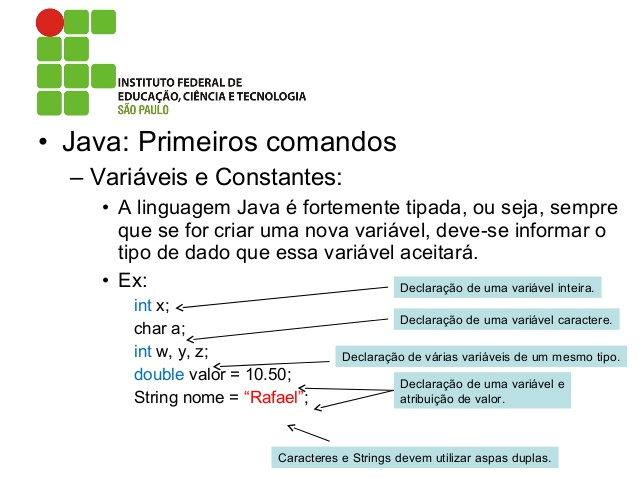 INSTITUTO FEDERAL DE
EDUCAÇÃO, CIÊNCIA E TECNOLOGIA
SÃO PAULO
• Java: Primeiros comandos
– Variáveis e Constantes:
• A linguagem Java é fortemente tipada, ou seja, sempre
que se for criar uma nova variável, deve-se informar o
tipo de dado que essa variável aceitará.
• Ex:
int x;
Declaração de uma variável inteira.
char a;
Declaração de uma variável caractere.
int w, y, z;
Declaração de várias variáveis de um mesmo tipo.
double valor = 10.50;
String nome = “Rafael”;
Declaração de uma variável e
atribuição de valor.
Caracteres e Strings devem utilizar aspas duplas.